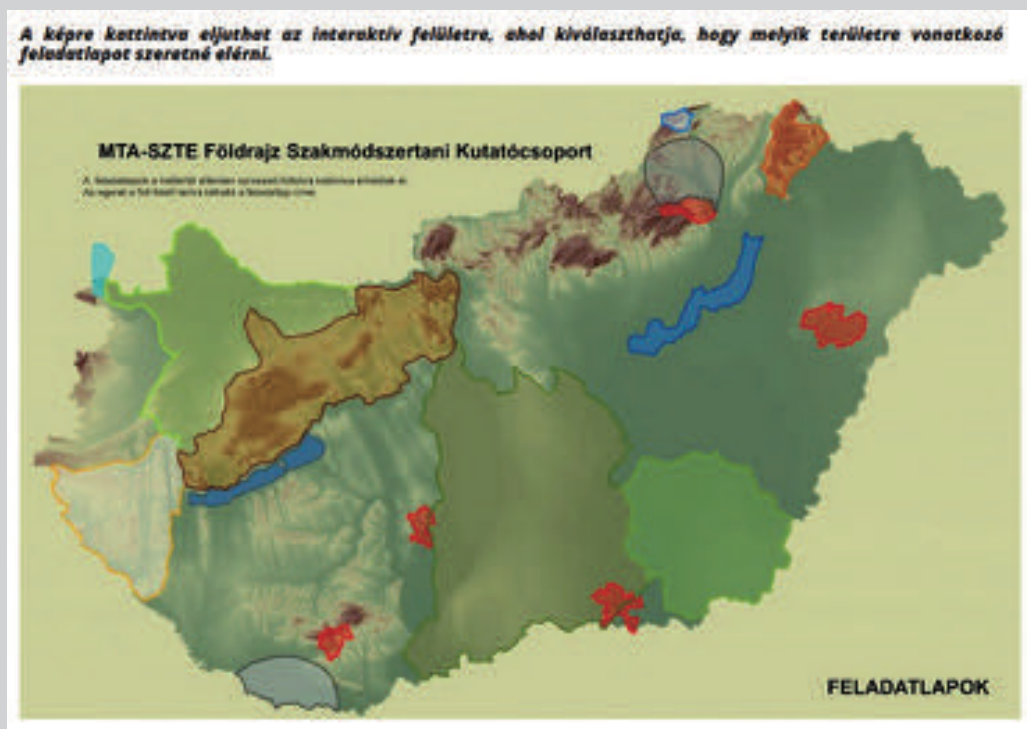 A képre kattintva eljuthat az interaktív felületre, ahol kiválaszthatja, hogy melyik területre vonatkozó
feladatlapot szeretné elérni.
MTA-SZTE Földrajz Szakmódszertani Kutatócsoport
FELADATLAPOK